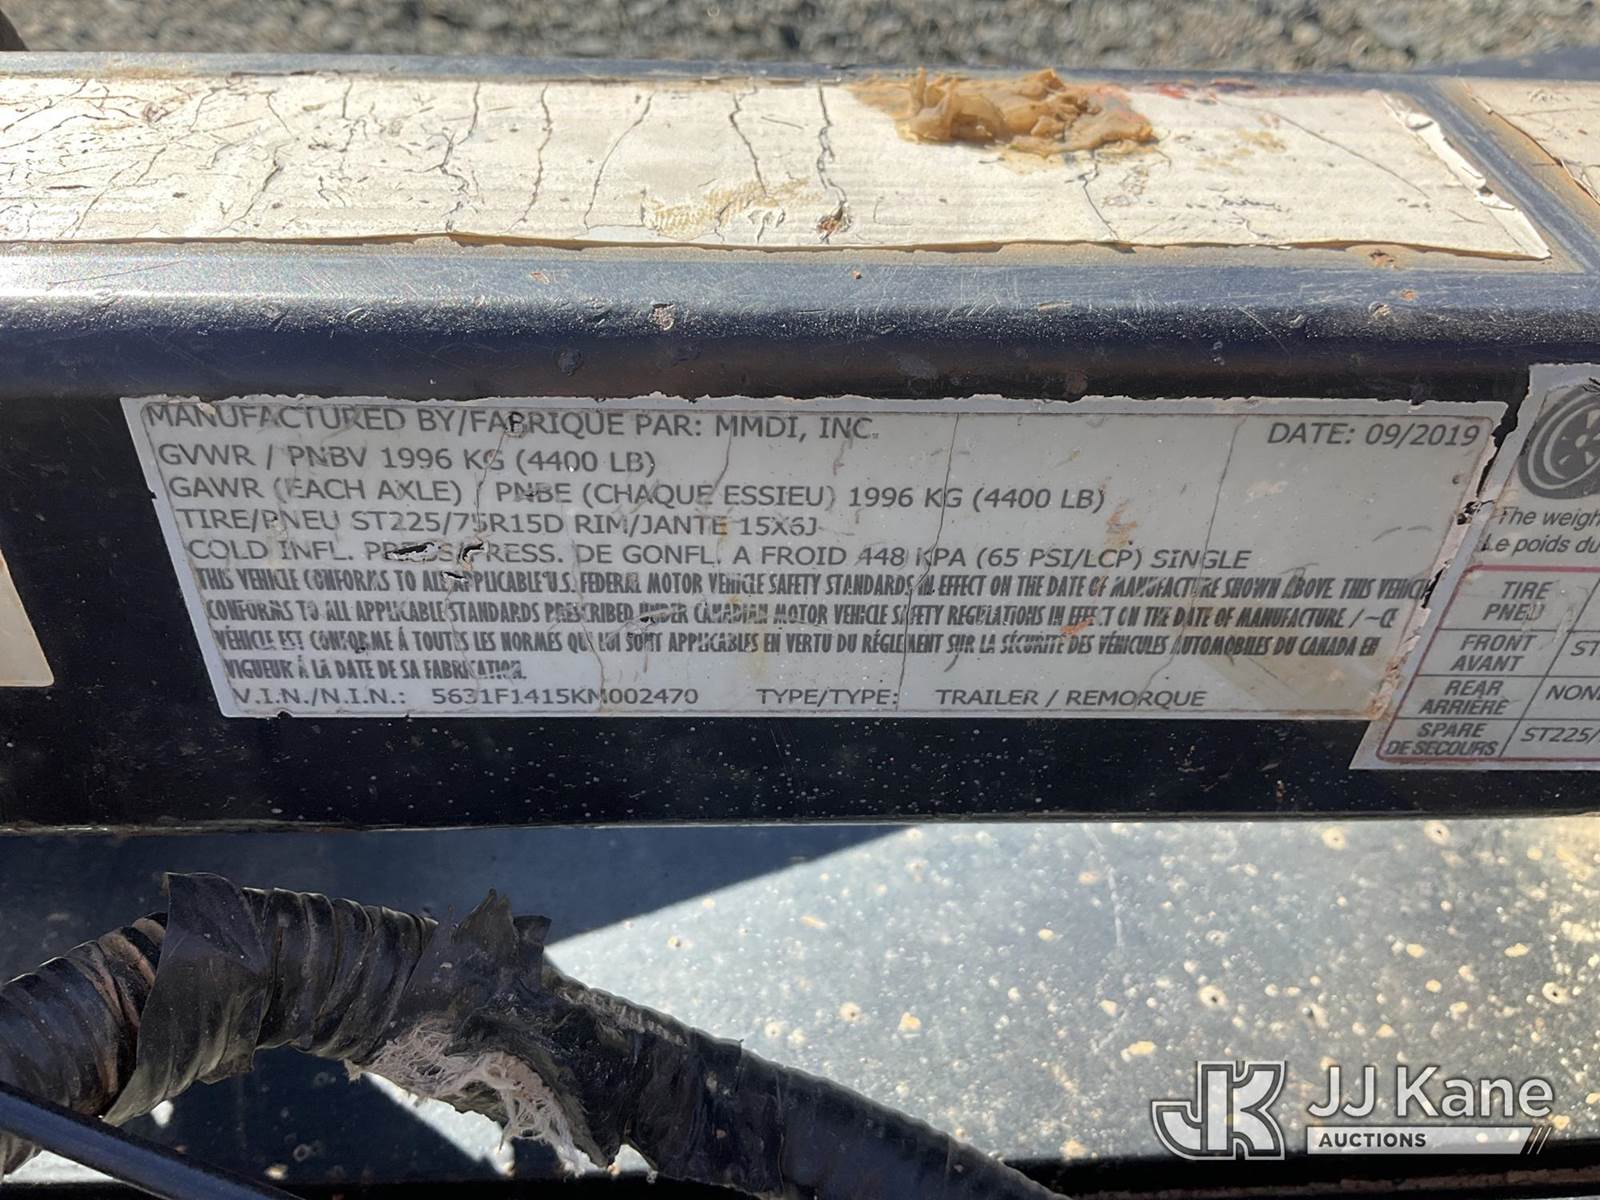 MANUFACTURED BY/FABRIQUE PAR: MMDI, INC. DATE: 09/2019
GVWR / PNBV 1996 KG (4400 LB)
GAWR (EACH AXLE) / PNBE (CHAQUE ESSIEU) 1996 KG (4400 LB)
TIRE/PNEU ST225/75R15D RIM/JANTE 15X6J
COLD INFL. PRESS/PRESS. DE GONFL. A FROID 448 KPA (65 PSI/LCP) SINGLE
THIS VEHICLE CONFORMS TO ALL APPLICABLE U.S. FEDERAL MOTOR VEHICLE SAFETY STANDARDS IN EFFECT ON THE DATE OF MANUFACTURE SHOWN ABOVE. THIS VEHICLE
CONFORMS TO ALL APPLICABLE STANDARDS PRESCRIBED UNDER CANADIAN MOTOR VEHICLE SAFETY REGULATIONS IN EFFECT ON THE DATE OF MANUFACTURE / ~CE
VÉHICLE EST CONFORME À TOUTES LES NORMES QUI LUI SONT APPLICABLES EN VERTU DU RÉGLEMENT SUR LA SÉCURITÉ DES VÉHICULES AUTOMOBILES DU CANADA EN
VIGUEUR À LA DATE DE SA FABRICATION.
V.I.N./N.I.N.: 5631F1415KM002470 TYPE/TYPE: TRAILER / REMORQUE
The weigh
Le poids du
TIRE
PNEU
FRONT ST
AVANT
REAR NON
ARRIÈRE
SPARE ST225/
DE SECOURS
JK JJ Kane
AUCTIONS